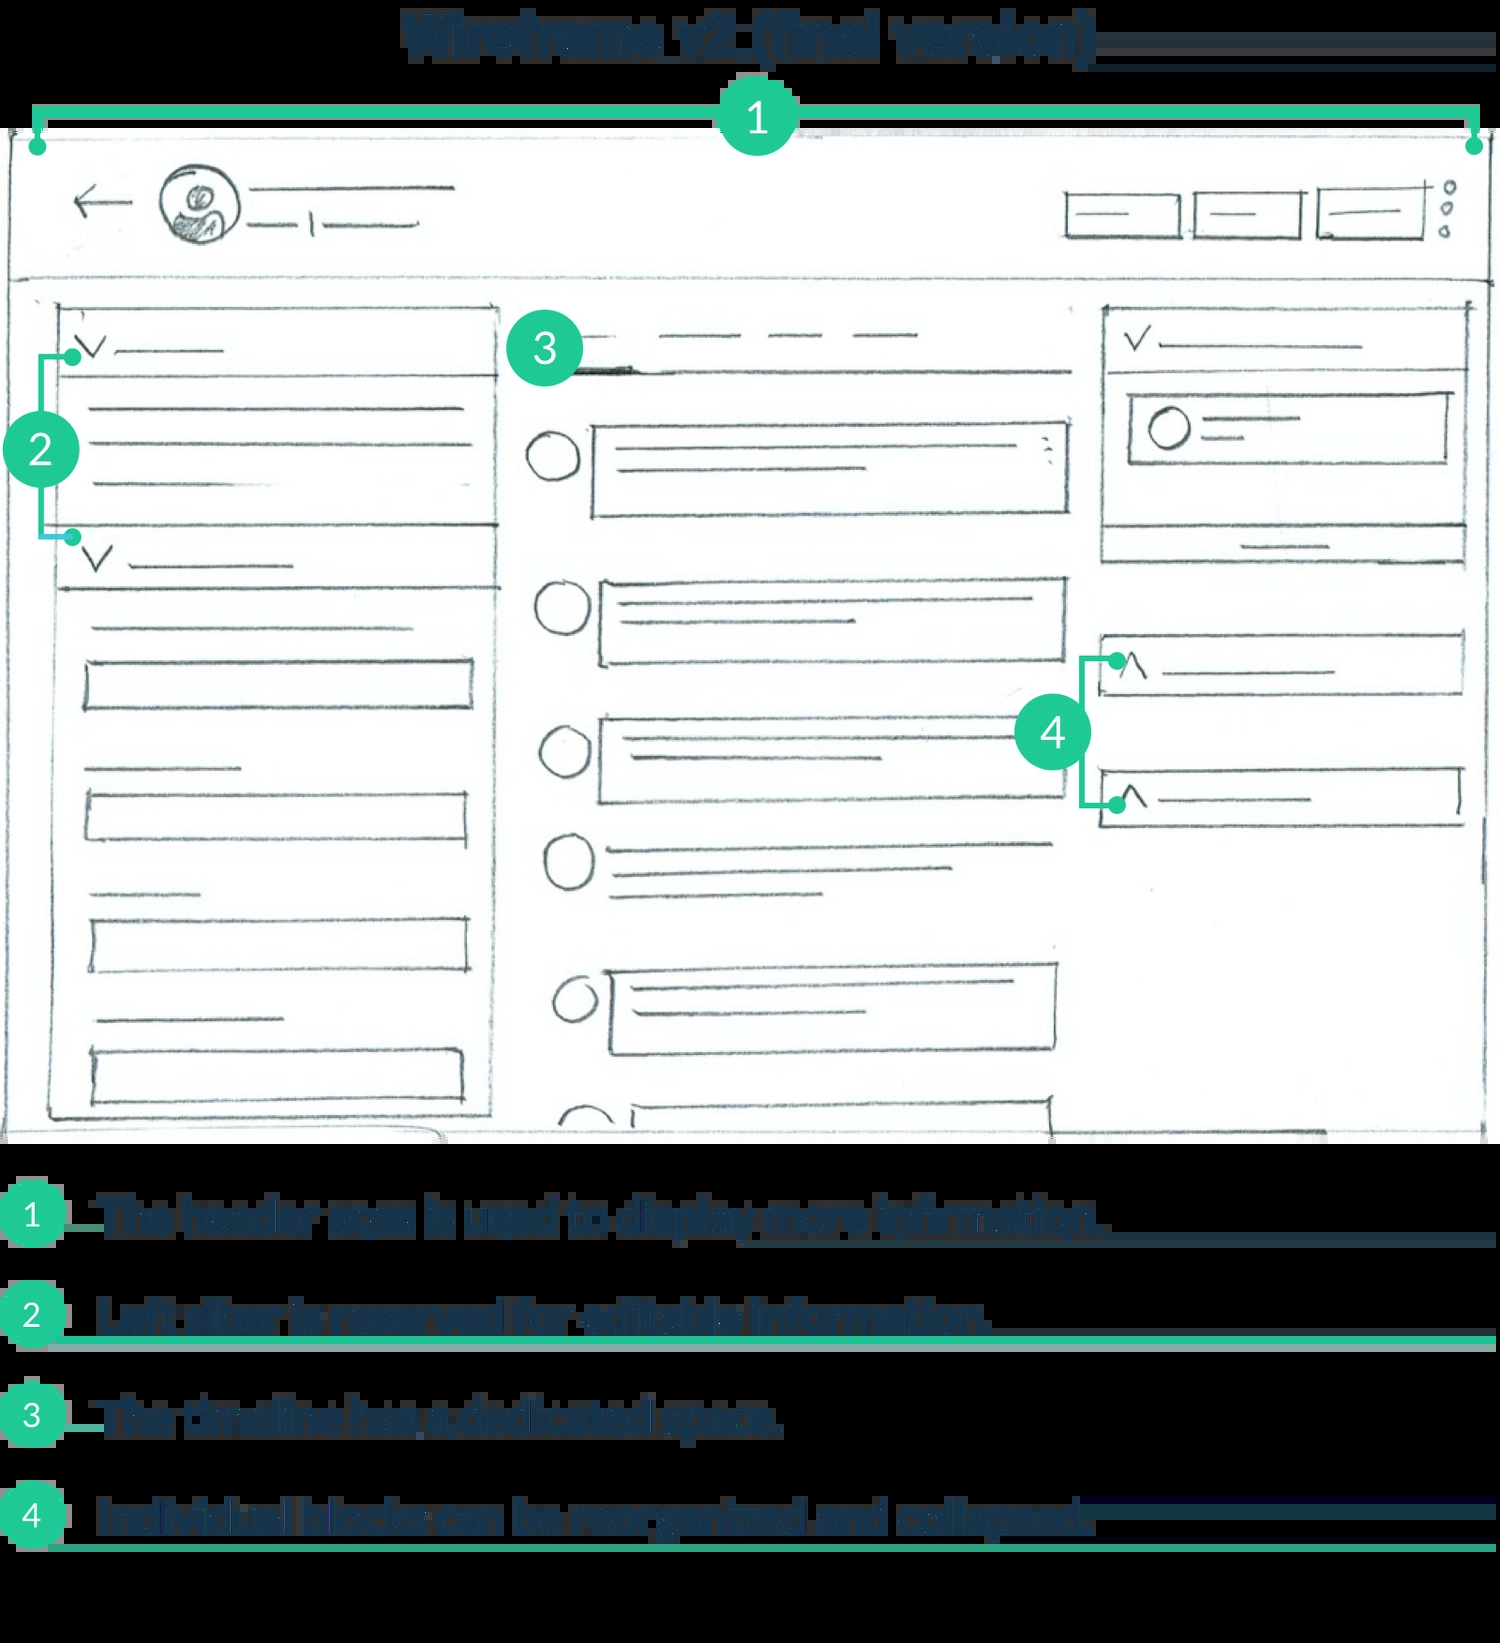 Wireframe v2 (final version)
1
2
3
4
1 The header area is used to display more infirmation.
2 Left siber is reserved for editable information.
3 The timeline has a dedicated space.
4 Individual blocks can be reorganized and collapsed.